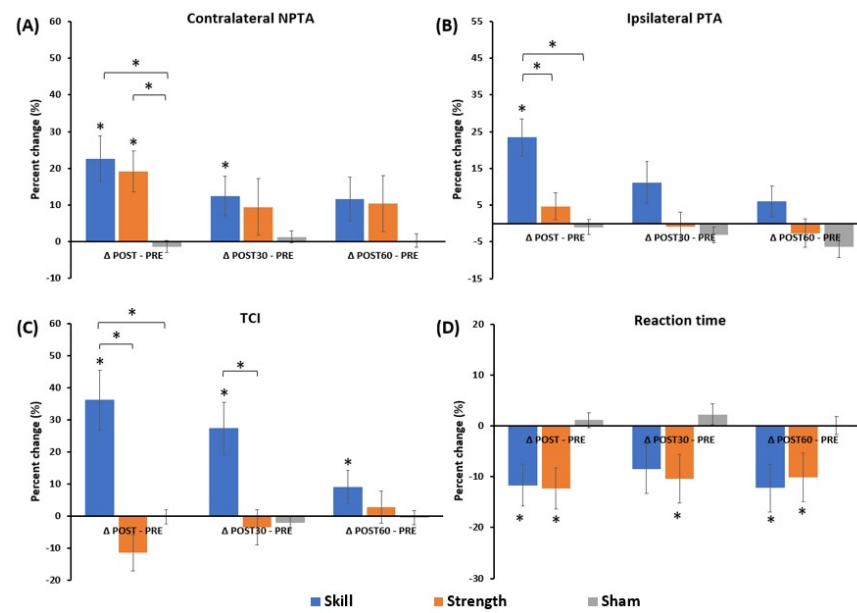 (A) Contralateral NPTA
Percent change (%)
60
50
40
30
20
10
0
-10
* * * * *
Δ POST - PRE Δ POST30 - PRE Δ POST60 - PRE
(B) Ipsilateral PTA
Percent change (%)
55
45
35
25
15
5
-5
-15
* * *
Δ POST - PRE Δ POST30 - PRE Δ POST60 - PRE
(C) TCI
Percent change (%)
60
50
40
30
20
10
0
-10
-20
* * * * * *
Δ POST - PRE Δ POST30 - PRE Δ POST60 - PRE
(D) Reaction time
Percent change (%)
20
10
0
-10
-20
-30
Δ POST - PRE Δ POST30 - PRE Δ POST60 - PRE
* * * * *
Skill Strength Sham